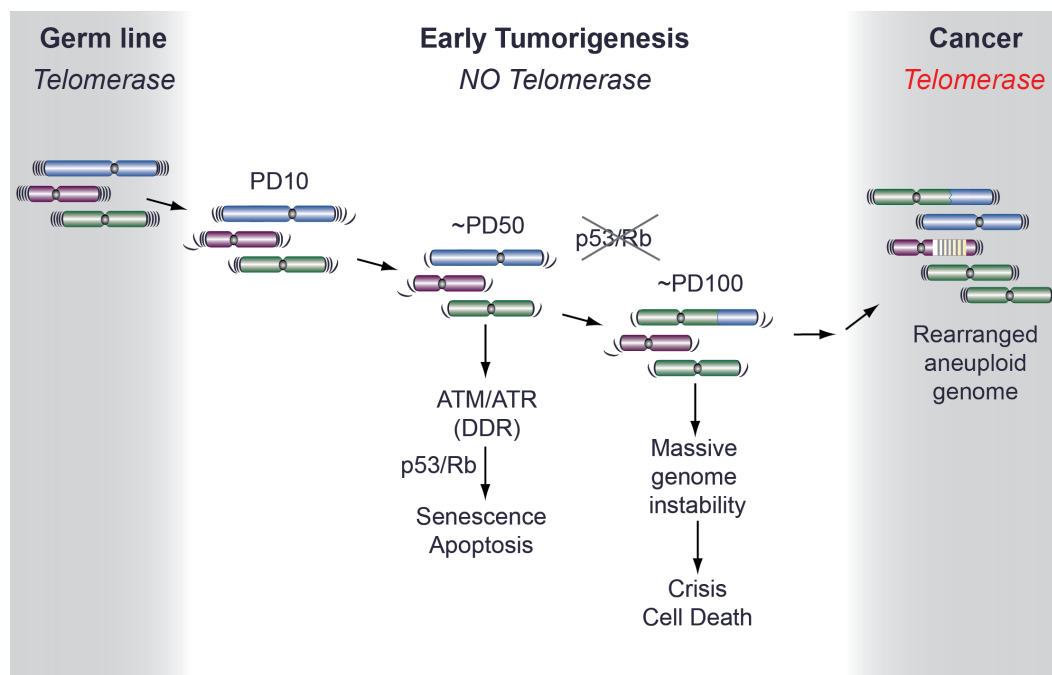 Germ line
Telomerase
Early Tumorigenesis
NO Telomerase
Cancer
Telomerase
PD10
~PD50
p53/Rb
~PD100
ATM/ATR
(DDR)
p53/Rb
Senescence
Apoptosis
Massive
genome
instability
Crisis
Cell Death
Rearranged
aneuploid
genome